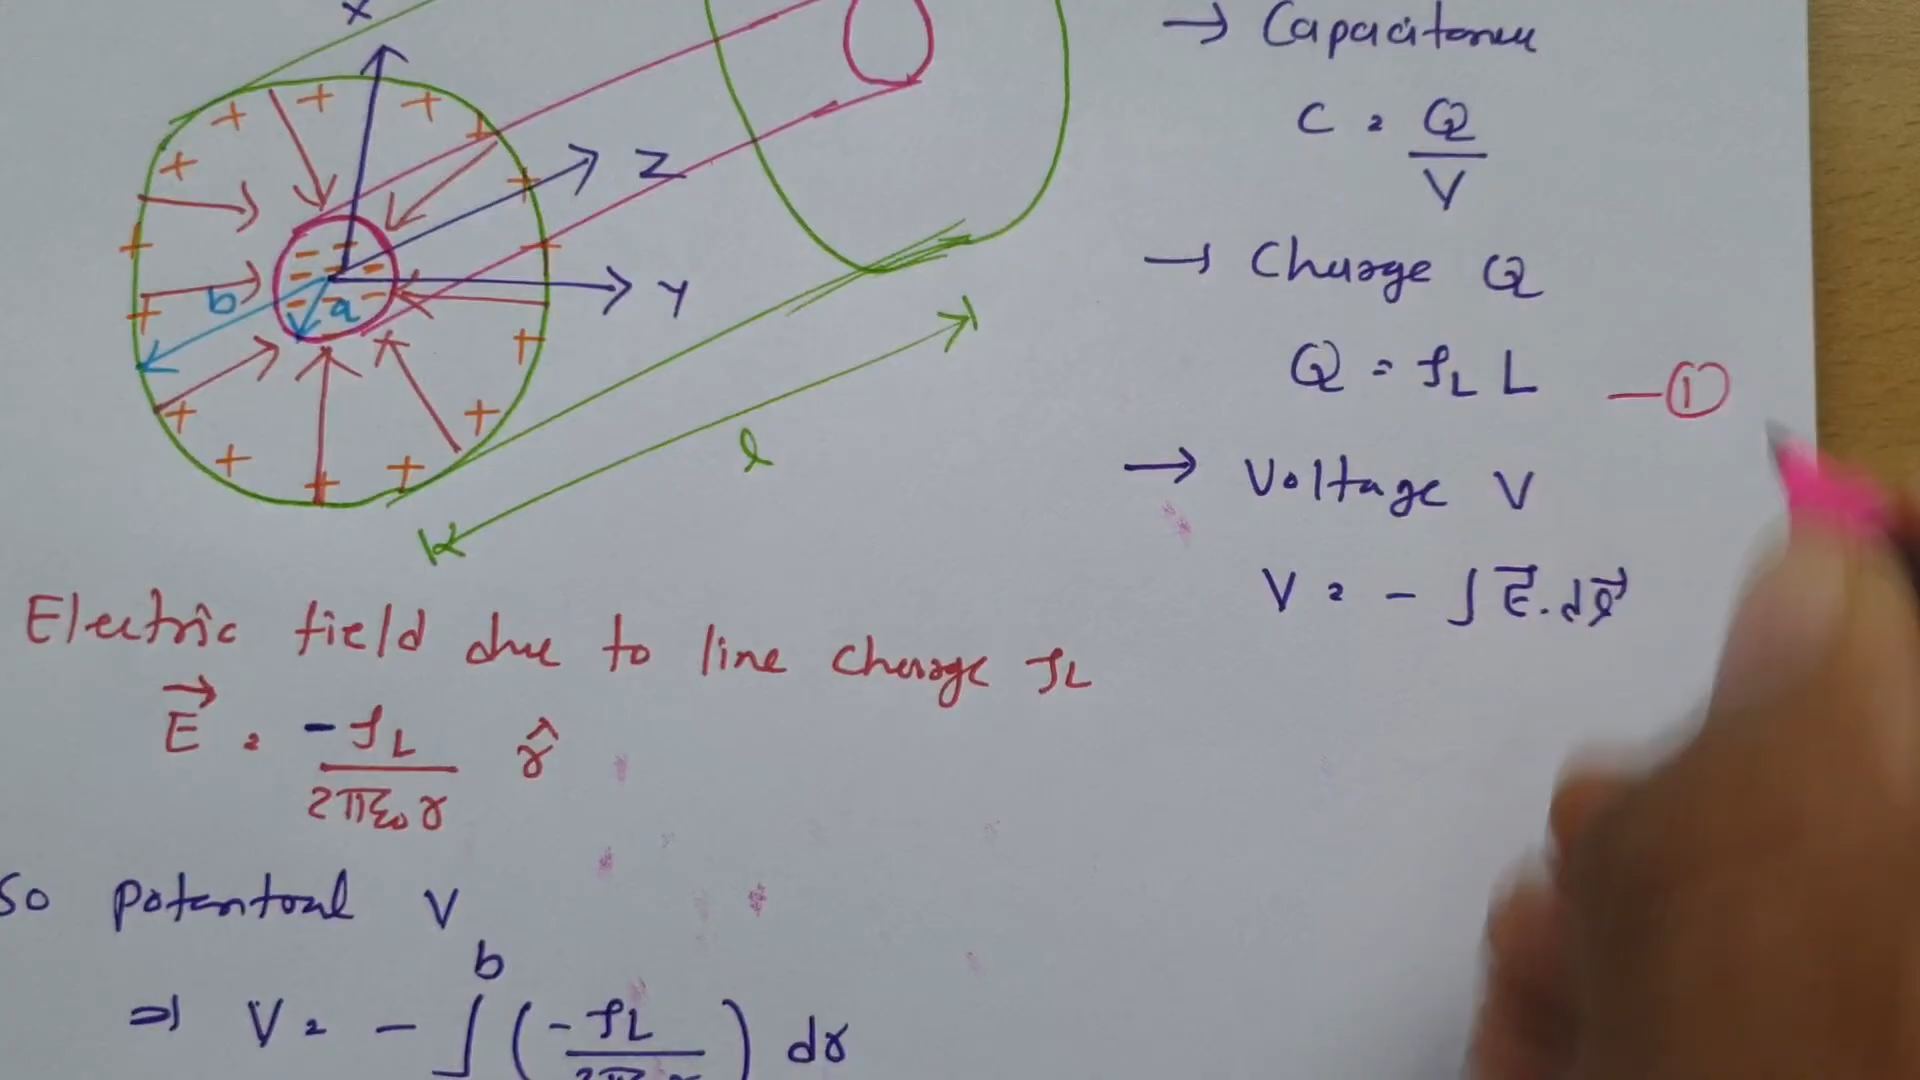 x
Z
Y
b
a
l
→ Capacitance
C = Q/V
→ Charge Q
Q = ρL L —①
→ Voltage V
V = - ∫ E⃗ . dl⃗
Electric field due to line charge ρL
E⃗ = -ρL / 2πε₀r r̂
So potential V
⇒ V = - ∫ b (-ρL / 2πε₀r) dr